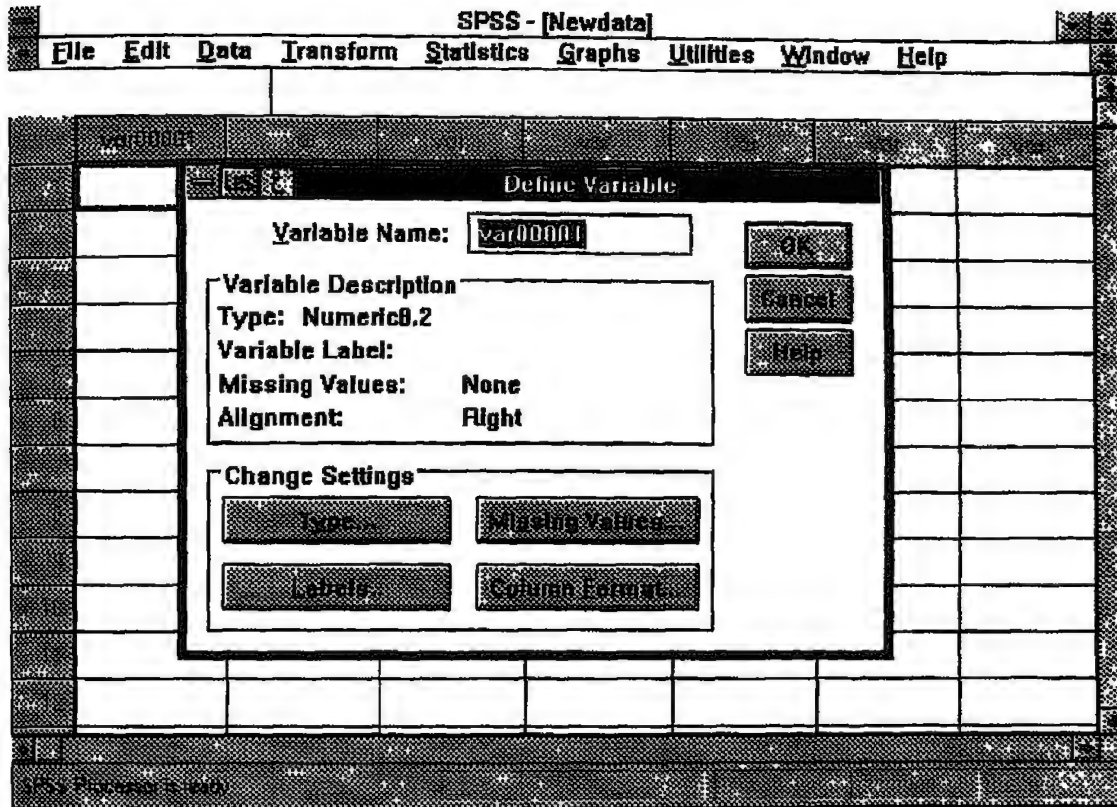 SPSS - [Newdata]
File Edit Data Transform Statistics Graphs Utilities Window Help
var00001
Define Variable
Variable Name: var00001
OK
Variable Description
Cancel
Type: Numeric8.2
Help
Variable Label:
Missing Values: None
Alignment: Right
Change Settings
Type... Missing Values...
Labels... Column Format...
SPSS Processor is ready